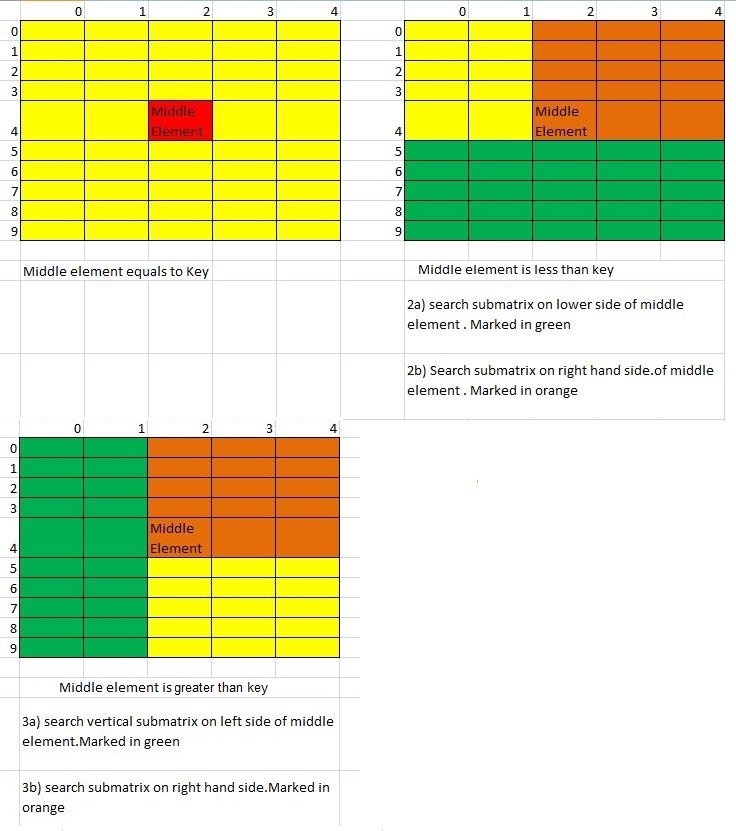 0 1 2 3 4
0
1
2
3
Middle
4 Element
5
6
7
8
9
Middle element equals to Key
0 1 2 3 4
0
1
2
3
Middle
4 Element
5
6
7
8
9
Middle element is less than key
2a) search submatrix on lower side of middle
element . Marked in green
2b) Search submatrix on right hand side.of middle
element . Marked in orange
0 1 2 3 4
0
1
2
3
Middle
4 Element
5
6
7
8
9
Middle element is greater than key
3a) search vertical submatrix on left side of middle
element.Marked in green
3b) search submatrix on right hand side.Marked in
orange